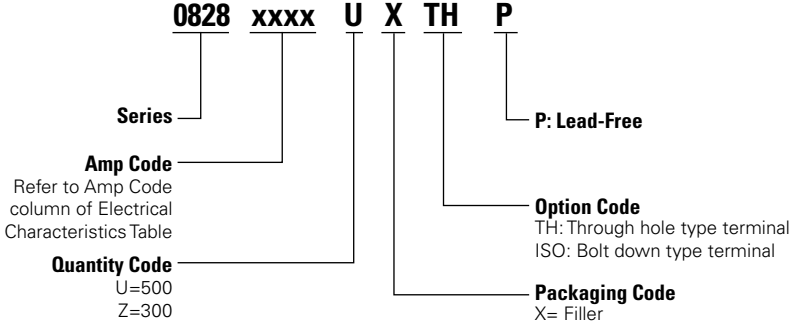 0828 xxxx U X TH P
Series
Amp Code
Refer to Amp Code
column of Electrical
Characteristics Table
Quantity Code
U=500
Z=300
P: Lead-Free
Option Code
TH: Through hole type terminal
ISO: Bolt down type terminal
Packaging Code
X= Filler